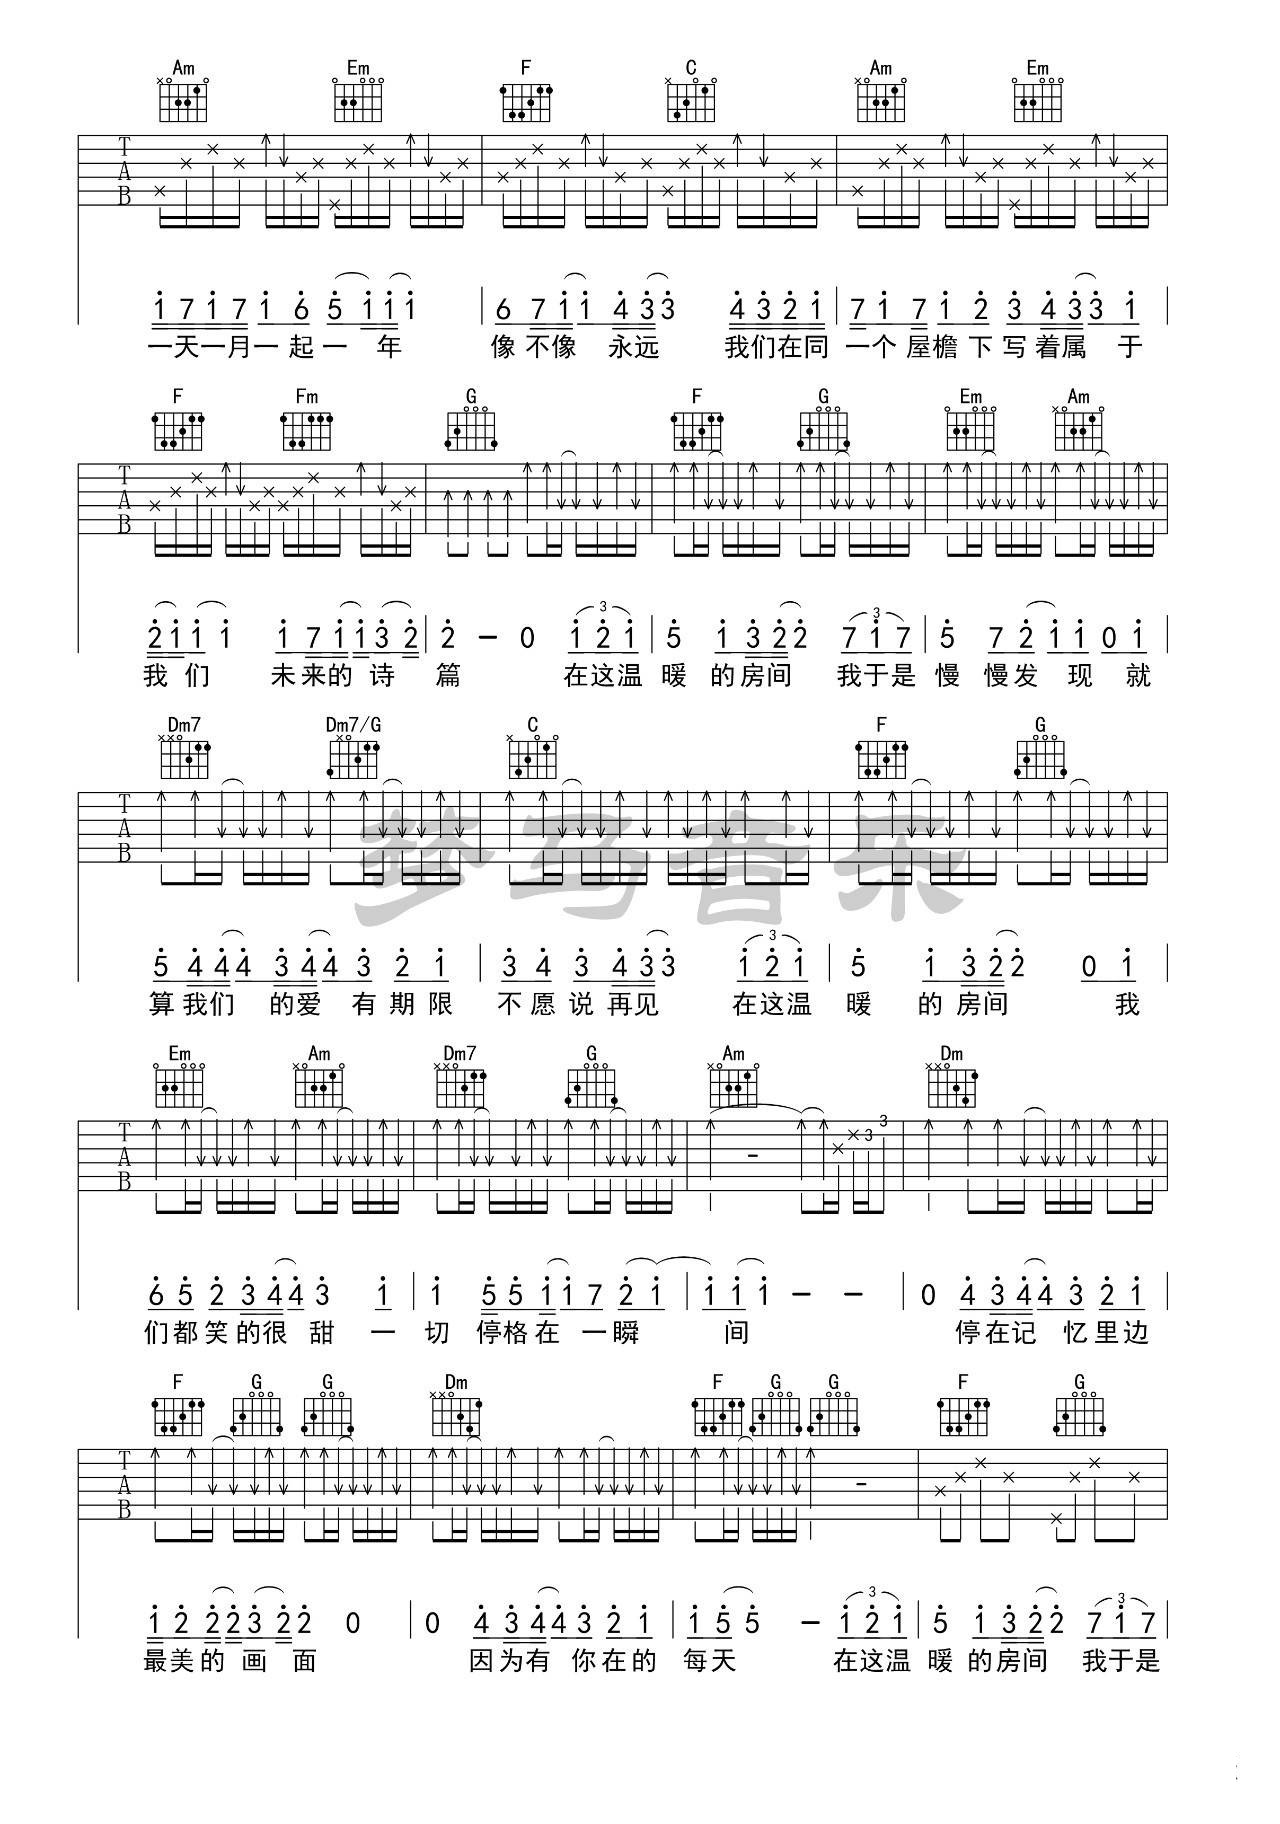 Am Em F C Am Em
T
A
B
1 7 1 7 1 6 5 1 1 1 | 6 7 1 1 4 3 3 4 3 2 1 | 7 1 7 1 2 3 4 3 3 1 |
一天一月一起一 年 像 不像 永远 我们在同 一个 屋檐 下 写着属 于
F Fm G F G Em Am
T
A
B
3 3
2 1 1 1 1 7 1 1 3 2 | 2 - 0 1 2 1 | 5 1 3 2 2 7 1 7 | 5 7 2 1 1 0 1
我 们 未来的 诗 篇 在这温 暖 的房间 我于是 慢 慢发 现 就
Dm7 Dm7/G C F G
T
A
B
梦马音乐
3
5 4 4 4 3 4 4 3 2 1 | 3 4 3 4 3 3 1 2 1 | 5 1 3 2 2 0 1
算我们 的爱 有期限 不愿说再见 在这温 暖 的房间 我
Em Am Dm7 G Am Dm
T
A
B
3 3
6 5 2 3 4 4 3 1 | 1 5 5 1 1 7 2 1 | 1 1 1 - - | 0 4 3 4 4 3 2 1
们都笑的很 甜 一 切 停格在 一瞬 间 停在记 忆里边
F G G Dm F G G F G
T
A
B
3 3
1 2 2 2 3 2 2 0 | 0 4 3 4 4 3 2 1 | 1 5 5 - 1 2 1 | 5 1 3 2 2 7 1 7
最美的 画 面 因为有 你在的 每天 在这温 暖 的房间 我于是